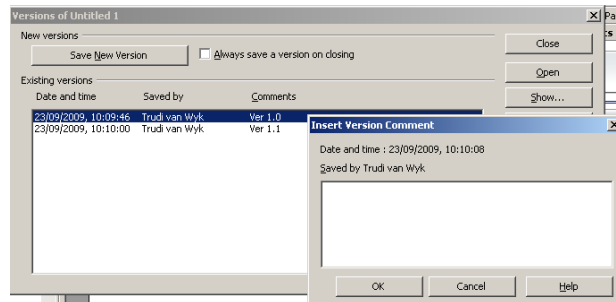 Versions of Untitled 1
Pa
New versions
Save New Version
Always save a version on closing
Close
Open
Show...
Existing versions
Date and time Saved by Comments
23/09/2009, 10:09:46 Trudi van Wyk Ver 1.0
23/09/2009, 10:10:00 Trudi van Wyk Ver 1.1
Insert Version Comment
Date and time : 23/09/2009, 10:10:08
Saved by Trudi van Wyk
OK Cancel Help